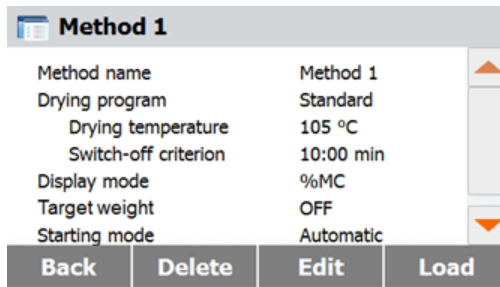 Method 1
Method name Method 1
Drying program Standard
Drying temperature 105 ºC
Switch-off criterion 10:00 min
Display mode %MC
Target weight OFF
Starting mode Automatic
Back Delete Edit Load